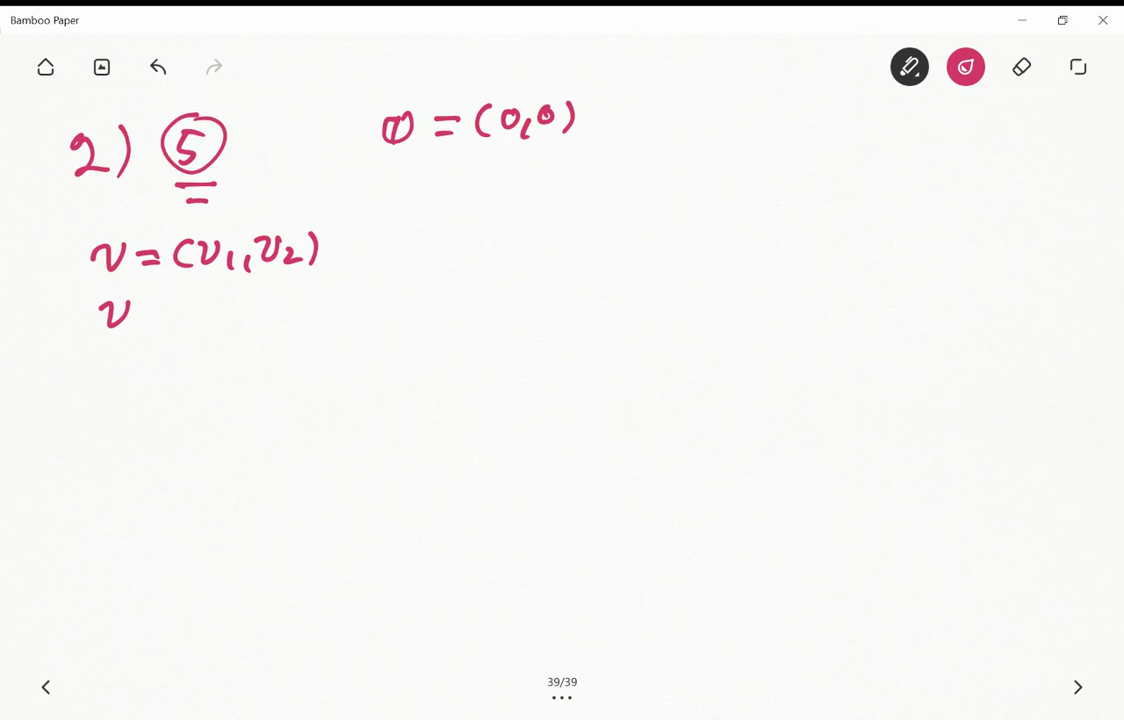 Bamboo Paper
2) 5
𝟘 = (0,0)
v = (v₁, v₂)
v
39/39